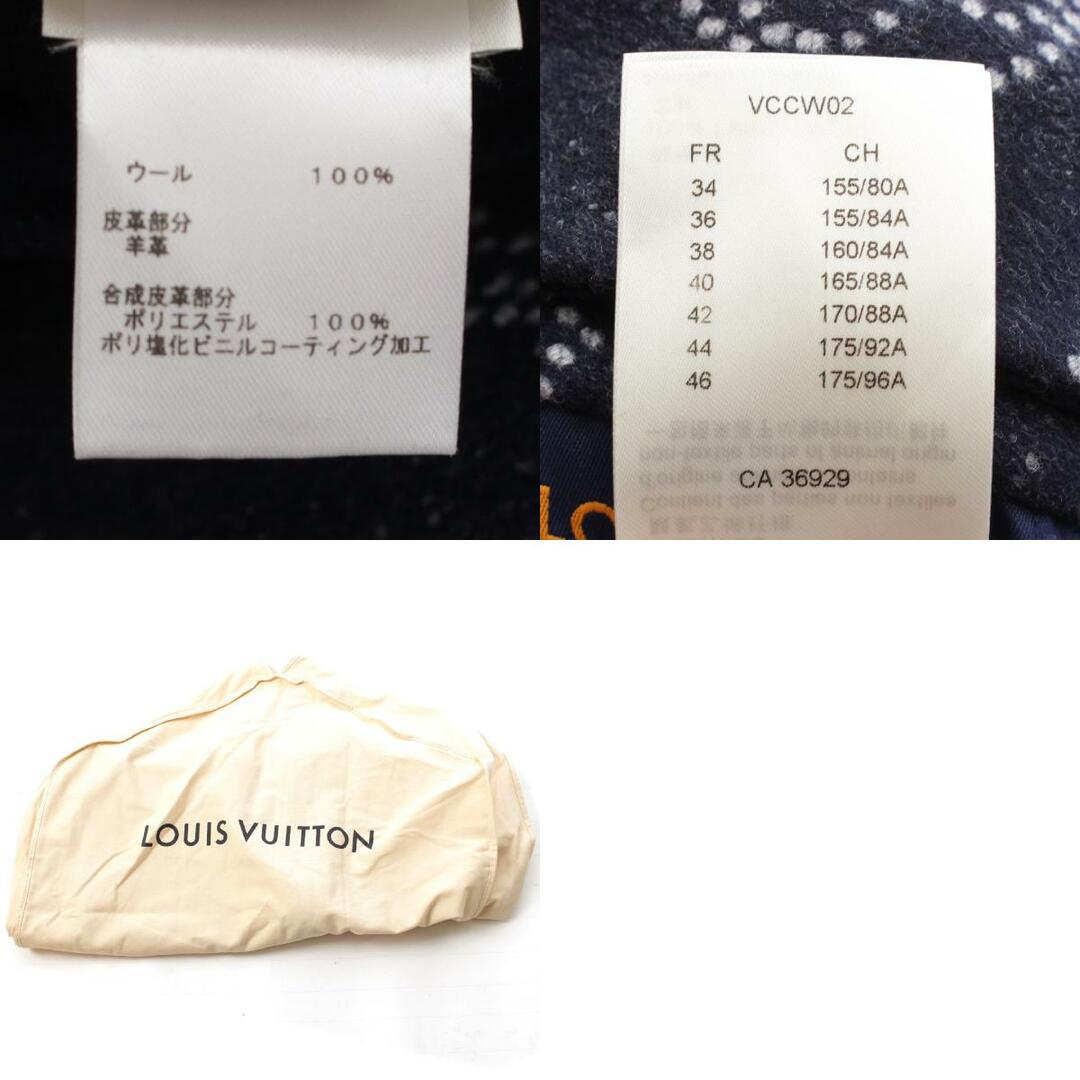 ウール 100%
皮革部分
羊革
合成皮革部分
ポリエステル 100%
ポリ塩化ビニルコーティング加工
VCCW02
FR CH
34 155/80A
36 155/84A
38 160/84A
40 165/88A
42 170/88A
44 175/92A
46 175/96A
CA 36929
LOUIS VUITTON